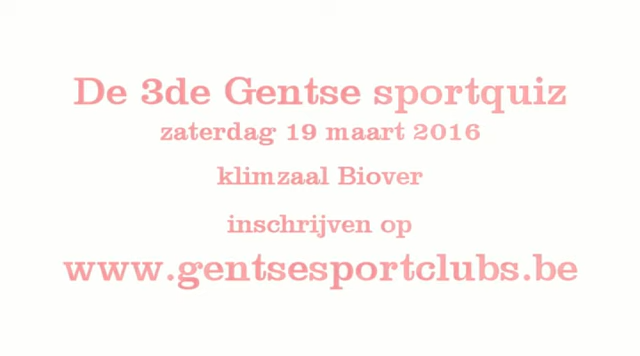 De 3de Gentse sportquiz
zaterdag 19 maart 2016
klimzaal Biover
inschrijven op
www.gentsesportclubs.be